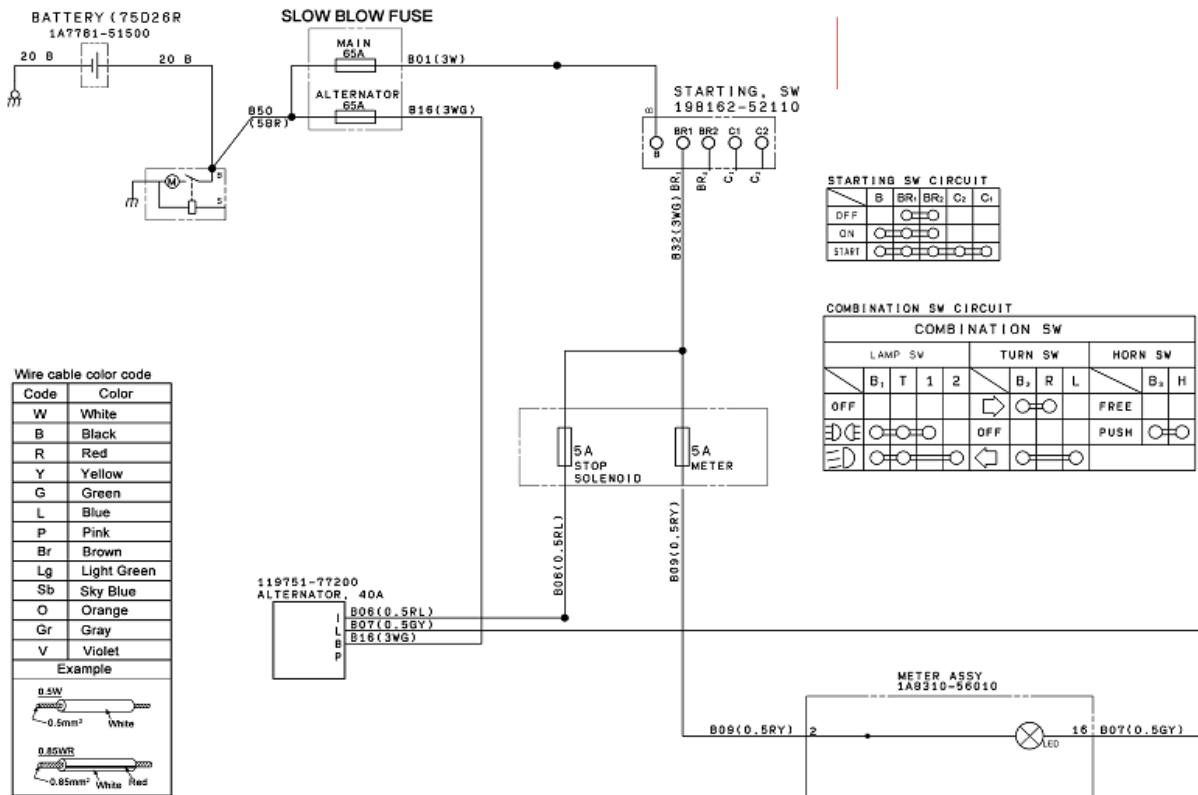 BATTERY (75D26R
1A7781-51500
20 B
20 B
SLOW BLOW FUSE
MAIN
65A
B01(3W)
ALTERNATOR
65A
B16(3WG)
B50
(5BR)
M
S
S
STARTING, SW
198162-52110
B
BR1 BR2 C1 C2
B
BR₁
BR₂
C₁
C₂
B32(3WG)
STARTING SW CIRCUIT
B BR₁ BR₂ C₂ C₁
OFF
ON
START
COMBINATION SW CIRCUIT
COMBINATION SW
LAMP SW TURN SW HORN SW
B₁ T 1 2 B₂ R L B₃ H
OFF FREE
OFF PUSH
5A
STOP
SOLENOID
5A
METER
B06(0.5RL)
B09(0.5RY)
Wire cable color code
Code Color
W White
B Black
R Red
Y Yellow
G Green
L Blue
P Pink
Br Brown
Lg Light Green
Sb Sky Blue
O Orange
Gr Gray
V Violet
Example
0.5W
0.5mm²
White
0.85WR
0.85mm²
White
Red
119751-77200
ALTERNATOR, 40A
I B06(0.5RL)
L B07(0.5GY)
B B16(3WG)
P
METER ASSY
1A8310-56010
B09(0.5RY) 2
LED
16 B07(0.5GY)